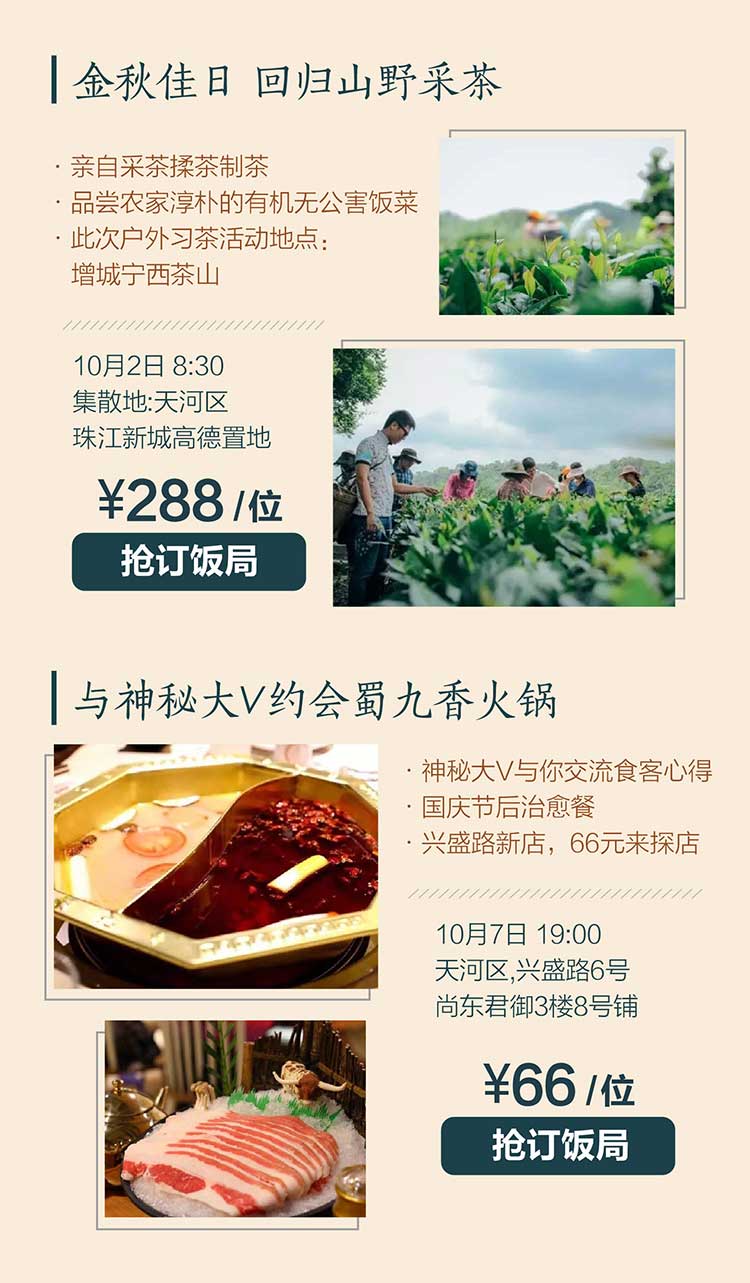 金秋佳日 回归山野采茶
· 亲自采茶揉茶制茶
· 品尝农家淳朴的有机无公害饭菜
· 此次户外习茶活动地点：
增城宁西茶山
10月2日 8:30
集散地:天河区
珠江新城高德置地
¥288 /位
抢订饭局
与神秘大V约会蜀九香火锅
· 神秘大V与你交流食客心得
· 国庆节后治愈餐
· 兴盛路新店，66元来探店
10月7日 19:00
天河区,兴盛路6号
尚东君御3楼8号铺
¥66 /位
抢订饭局